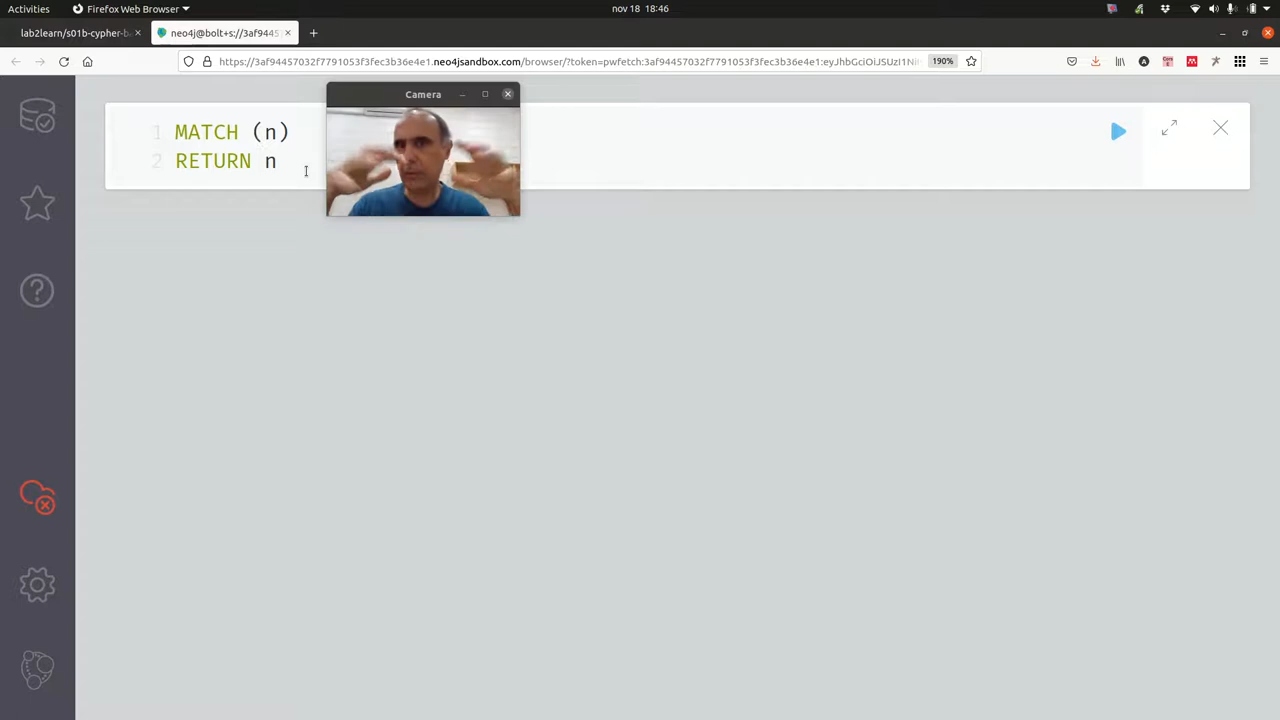 Activities
Firefox Web Browser
nov 18 18:46
lab2learn/s01b-cypher-ba
neo4j@bolt+s://3af9445
https://3af94457032f7791053f3fec3b36e4e1.neo4jsandbox.com/browser/?token=pwfetch:3af94457032f7791053f3fec3b36e4e1:eyJhbGciOiJSUzI1Ni
190%
Camera
1 MATCH (n)
2 RETURN n